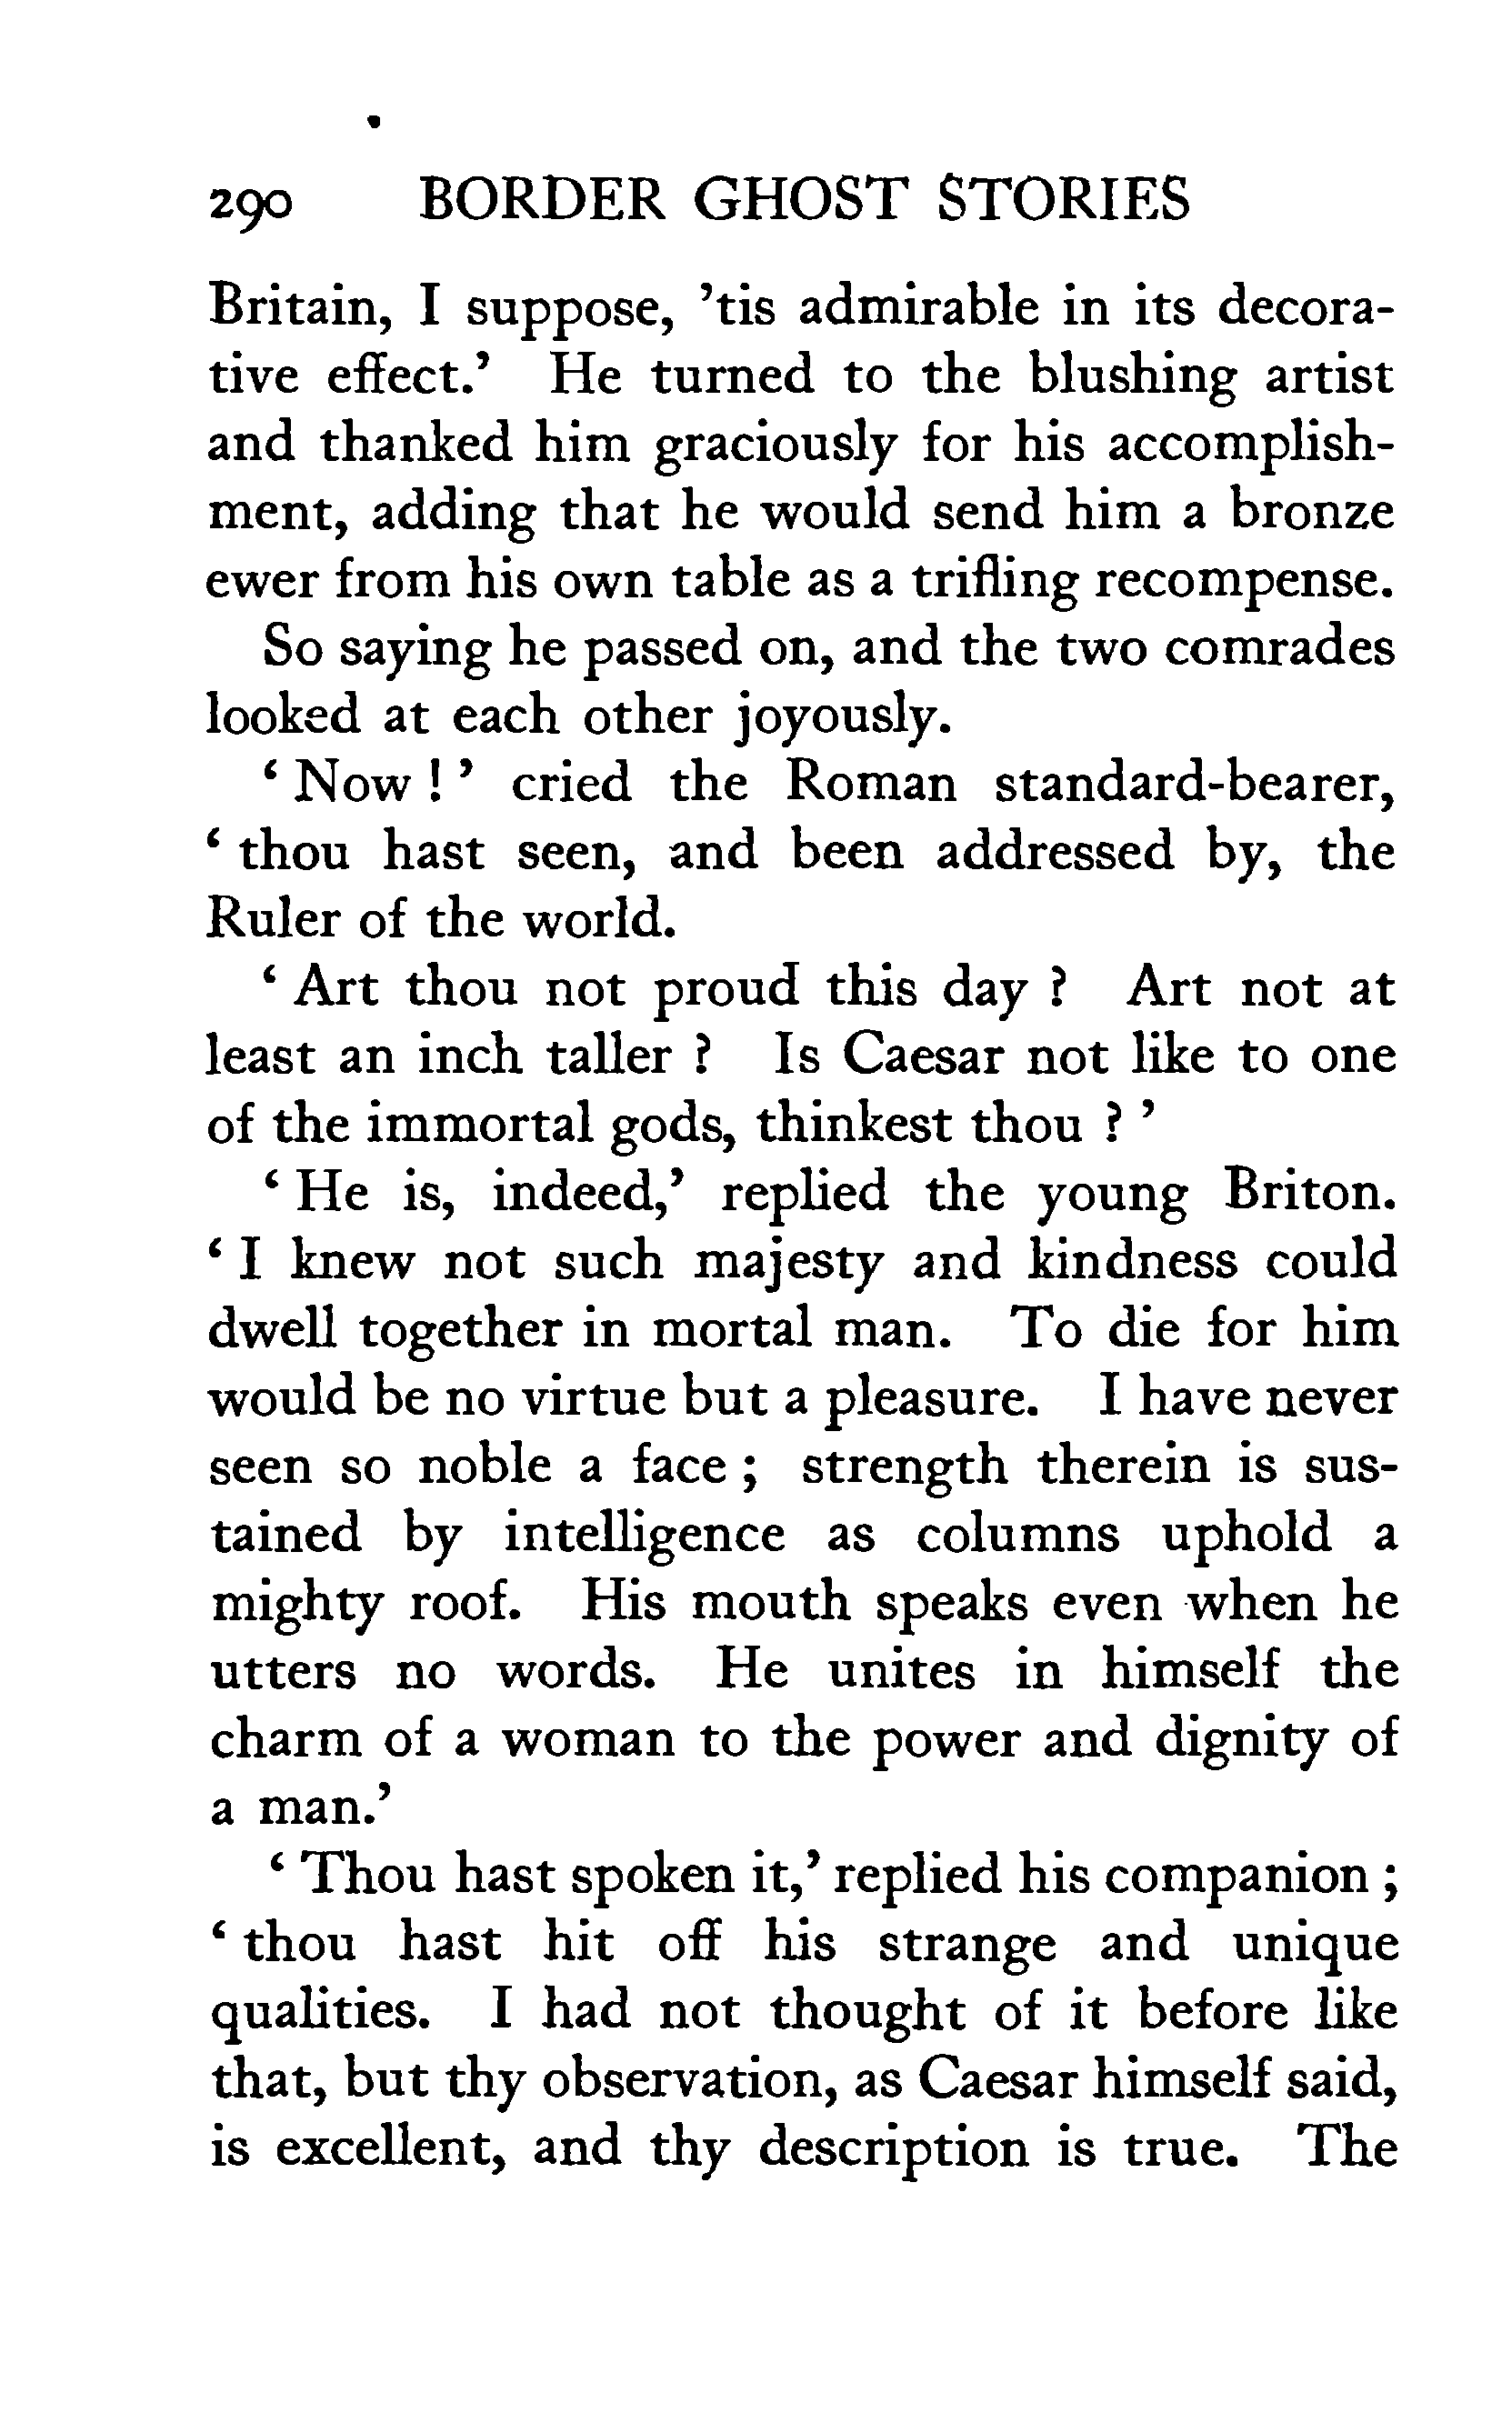 290 BORDER GHOST STORIES
Britain, I suppose, ’tis admirable in its decora-
tive effect.’ He turned to the blushing artist
and thanked him graciously for his accomplish-
ment, adding that he would send him a bronze
ewer from his own table as a trifling recompense.
So saying he passed on, and the two comrades
looked at each other joyously.
‘ Now ! ’ cried the Roman standard-bearer,
‘ thou hast seen, and been addressed by, the
Ruler of the world.
‘ Art thou not proud this day ? Art not at
least an inch taller ? Is Caesar not like to one
of the immortal gods, thinkest thou ? ’
‘ He is, indeed,’ replied the young Briton.
‘ I knew not such majesty and kindness could
dwell together in mortal man. To die for him
would be no virtue but a pleasure. I have never
seen so noble a face ; strength therein is sus-
tained by intelligence as columns uphold a
mighty roof. His mouth speaks even when he
utters no words. He unites in himself the
charm of a woman to the power and dignity of
a man.’
‘ Thou hast spoken it,’ replied his companion ;
‘ thou hast hit off his strange and unique
qualities. I had not thought of it before like
that, but thy observation, as Caesar himself said,
is excellent, and thy description is true. The